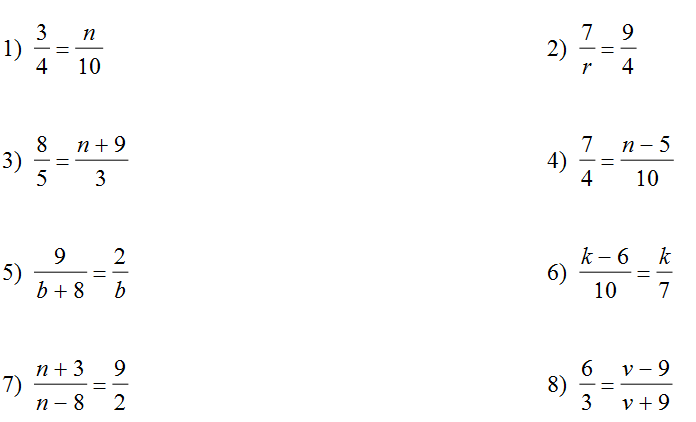 1) 3/4 = n/10
2) 7/r = 9/4
3) 8/5 = (n + 9)/3
4) 7/4 = (n − 5)/10
5) 9/(b + 8) = 2/b
6) (k − 6)/10 = k/7
7) (n + 3)/(n − 8) = 9/2
8) 6/3 = (v − 9)/(v + 9)